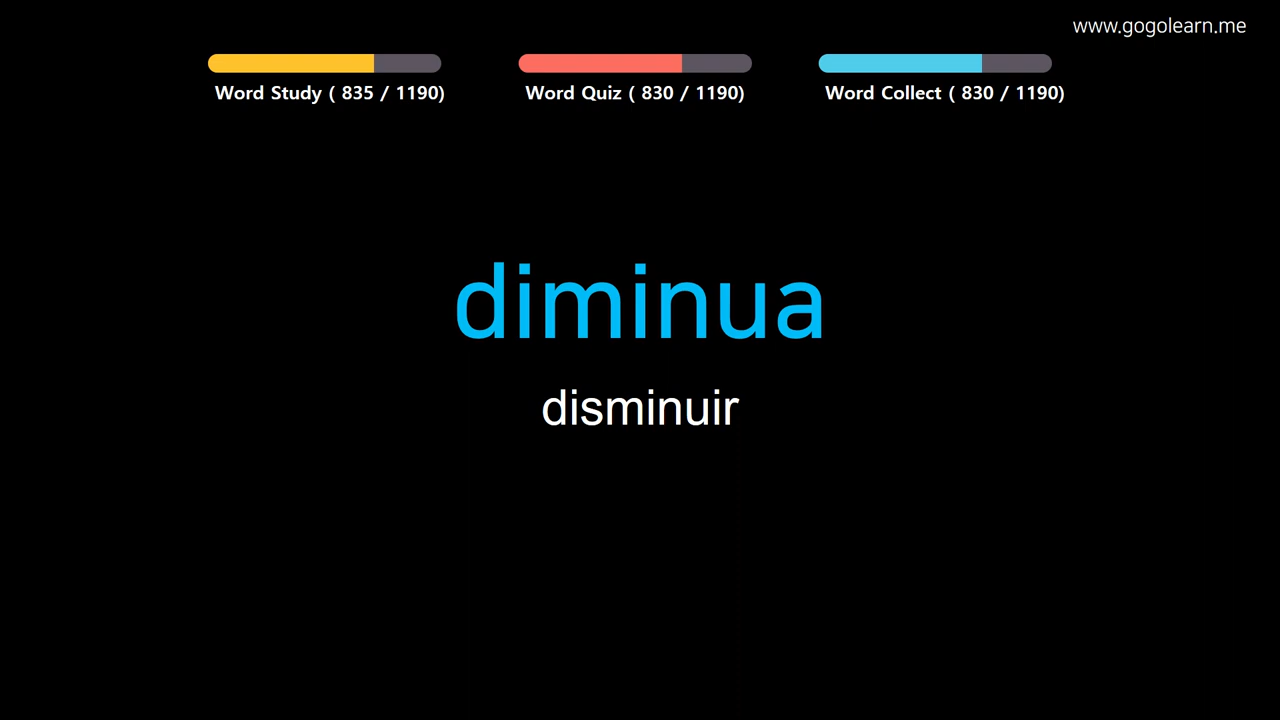 www.gogolearn.me
Word Study ( 835 / 1190)
Word Quiz ( 830 / 1190)
Word Collect ( 830 / 1190)
diminua
disminuir